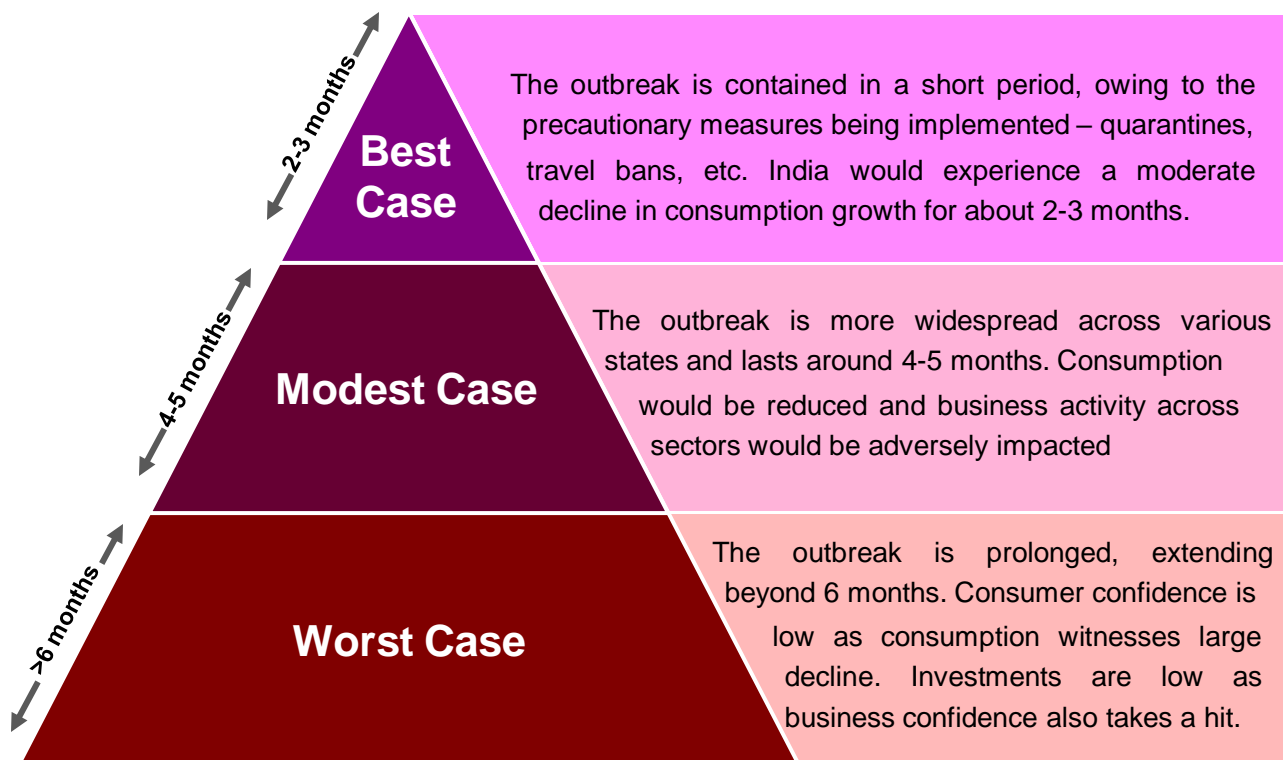 2-3 months
Best
Case
The outbreak is contained in a short period, owing to the
precautionary measures being implemented – quarantines,
travel bans, etc. India would experience a moderate
decline in consumption growth for about 2-3 months.
4-5 months
Modest Case
The outbreak is more widespread across various
states and lasts around 4-5 months. Consumption
would be reduced and business activity across
sectors would be adversely impacted
>6 months
Worst Case
The outbreak is prolonged, extending
beyond 6 months. Consumer confidence is
low as consumption witnesses large
decline. Investments are low as
business confidence also takes a hit.